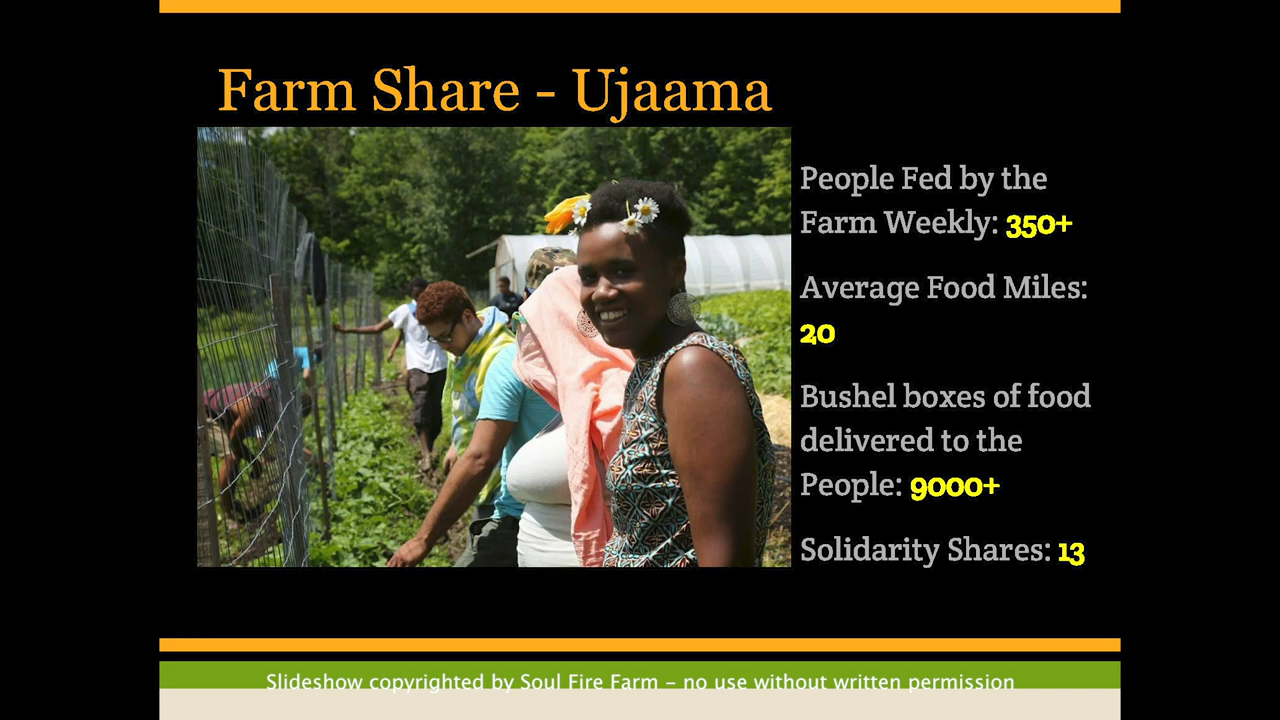 Farm Share - Ujaama
People Fed by the
Farm Weekly: 350+
Average Food Miles:
20
Bushel boxes of food
delivered to the
People: 9000+
Solidarity Shares: 13
Slideshow copyrighted by Soul Fire Farm – no use without written permission